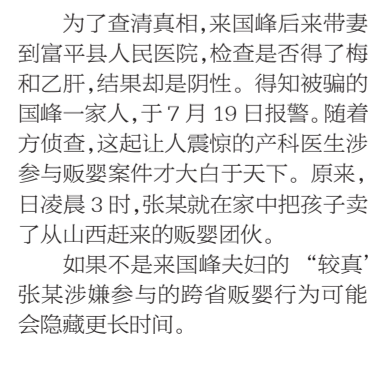 为了查清真相,来国峰后来带妻
到富平县人民医院,检查是否得了梅
和乙肝,结果却是阴性。得知被骗的
国峰一家人,于7月19日报警。随着
方侦查,这起让人震惊的产科医生涉
参与贩婴案件才大白于天下。原来,
日凌晨3时,张某就在家中把孩子卖
了从山西赶来的贩婴团伙。
如果不是来国峰夫妇的“较真”
张某涉嫌参与的跨省贩婴行为可能
会隐藏更长时间。